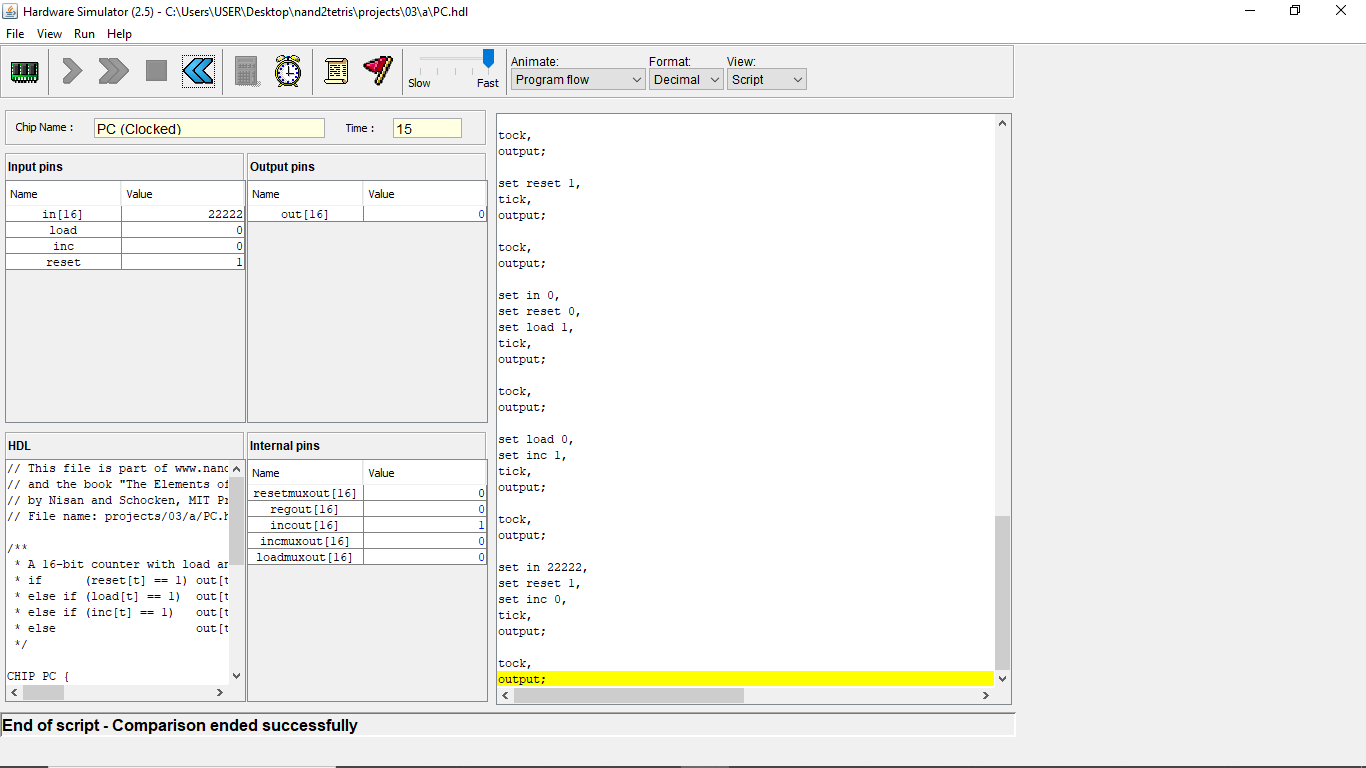 Hardware Simulator (2.5) - C:\Users\USER\Desktop\nand2tetris\projects\03\a\PC.hdl
File View Run Help
Animate: Format: View:
Slow Fast Program flow Decimal Script
Chip Name : PC (Clocked) Time : 15
Input pins
Name Value
in[16] 22222
load 0
inc 0
reset 1
Output pins
Name Value
out[16] 0
HDL
// This file is part of www.nand
// and the book "The Elements of
// by Nisan and Schocken, MIT Pr
// File name: projects/03/a/PC.h
/**
* A 16-bit counter with load an
* if (reset[t] == 1) out[t
* else if (load[t] == 1) out[t
* else if (inc[t] == 1) out[t
* else out[t
*/
CHIP PC {
Internal pins
Name Value
resetmuxout[16] 0
regout[16] 0
incout[16] 1
incmuxout[16] 0
loadmuxout[16] 0
tock,
output;
set reset 1,
tick,
output;
tock,
output;
set in 0,
set reset 0,
set load 1,
tick,
output;
tock,
output;
set load 0,
set inc 1,
tick,
output;
tock,
output;
set in 22222,
set reset 1,
set inc 0,
tick,
output;
tock,
output;
End of script - Comparison ended successfully